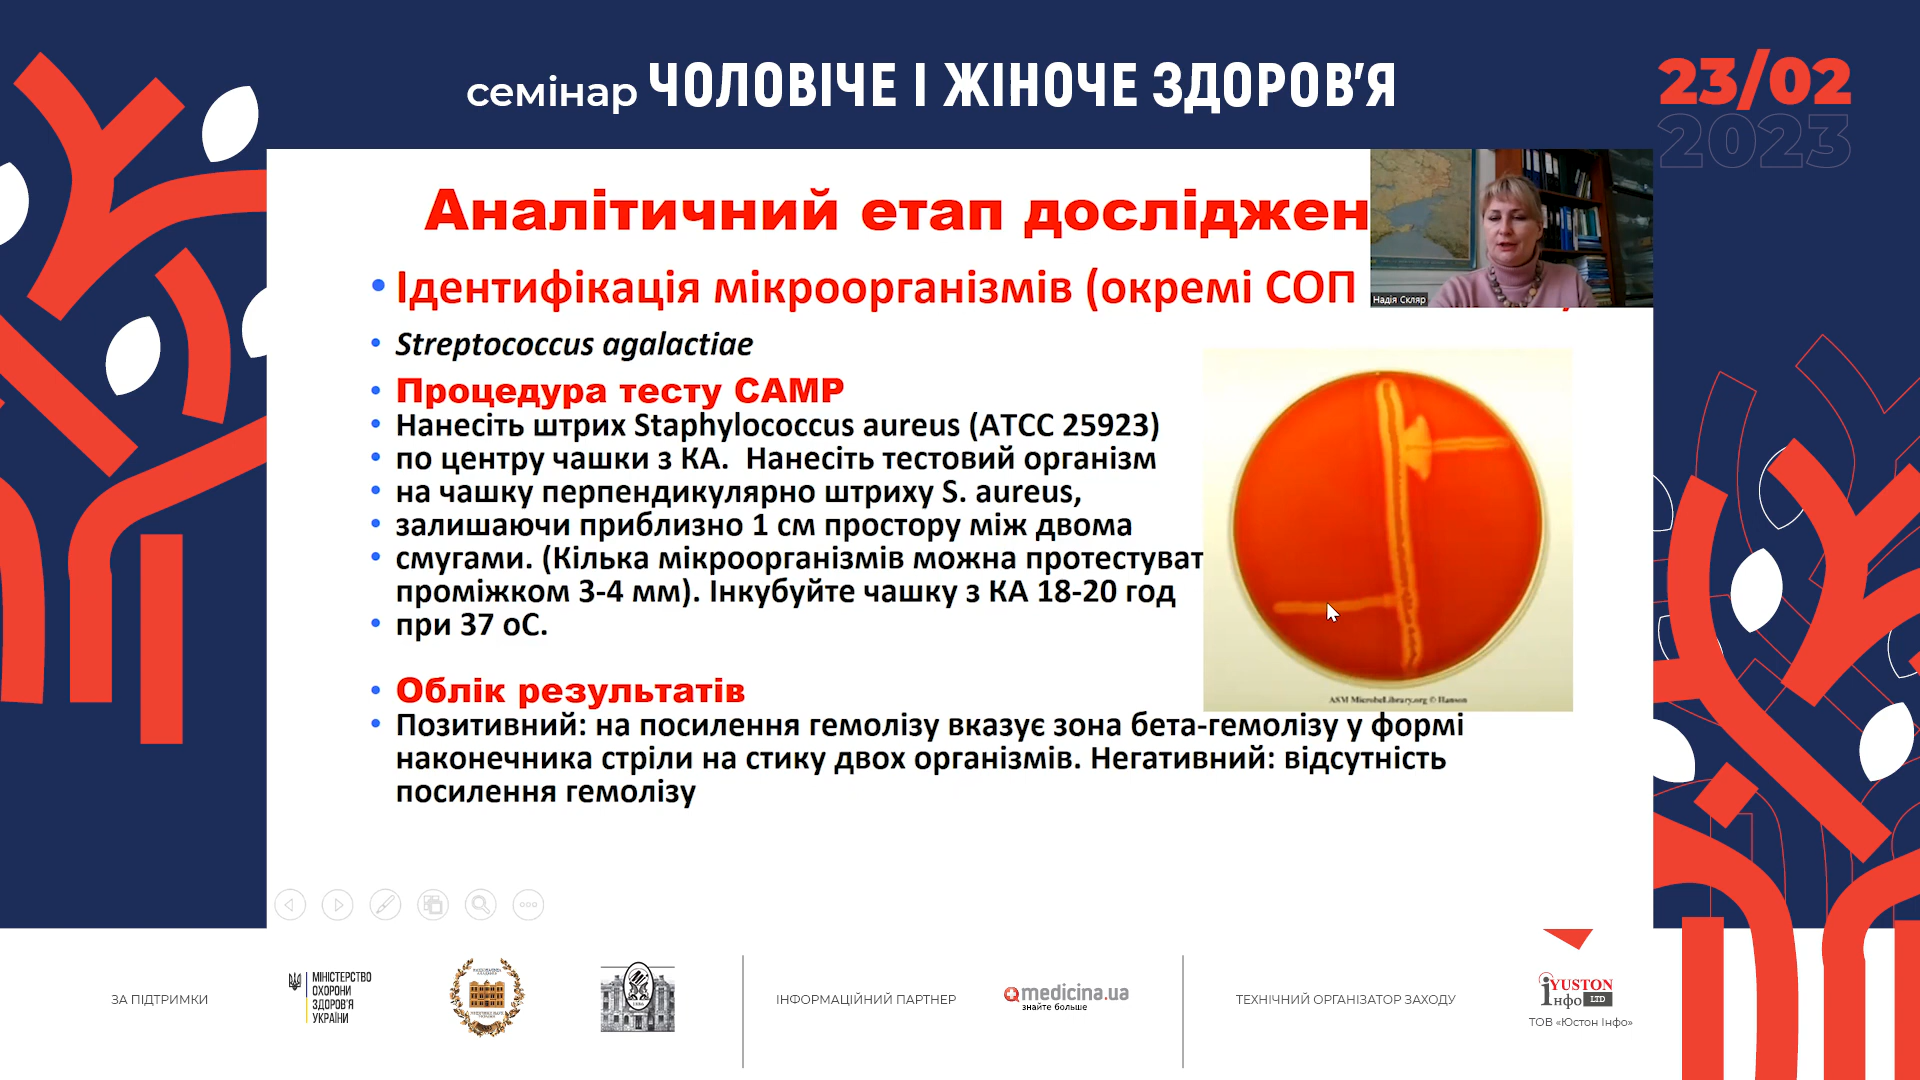 семінар ЧОЛОВІЧЕ І ЖІНОЧЕ ЗДОРОВ'Я
23/02
2023
Аналітичний етап дослідже
Надія Скляр
Ідентифікація мікроорганізмів (окремі СОП
Streptococcus agalactiae
Процедура тесту CAMP
Нанесіть штрих Staphylococcus aureus (ATCC 25923)
по центру чашки з КА. Нанесіть тестовий організм
на чашку перпендикулярно штриху S. aureus,
залишаючи приблизно 1 см простору між двома
смугами. (Кілька мікроорганізмів можна протестуват
проміжком 3-4 мм). Інкубуйте чашку з КА 18-20 год
при 37 оС.
ASM MicrobeLibrary.org © Hanson
Облік результатів
Позитивний: на посилення гемолізу вказує зона бета-гемолізу у формі
наконечника стріли на стику двох організмів. Негативний: відсутність
посилення гемолізу
ЗА ПІДТРИМКИ
МІНІСТЕРСТВО
ОХОРОНИ
ЗДОРОВ'Я
УКРАЇНИ
ІНФОРМАЦІЙНИЙ ПАРТНЕР
medicina.ua
знайте больше
ТЕХНІЧНИЙ ОРГАНІЗАТОР ЗАХОДУ
YUSTON
Інфо LTD
ТОВ «Юстон Інфо»